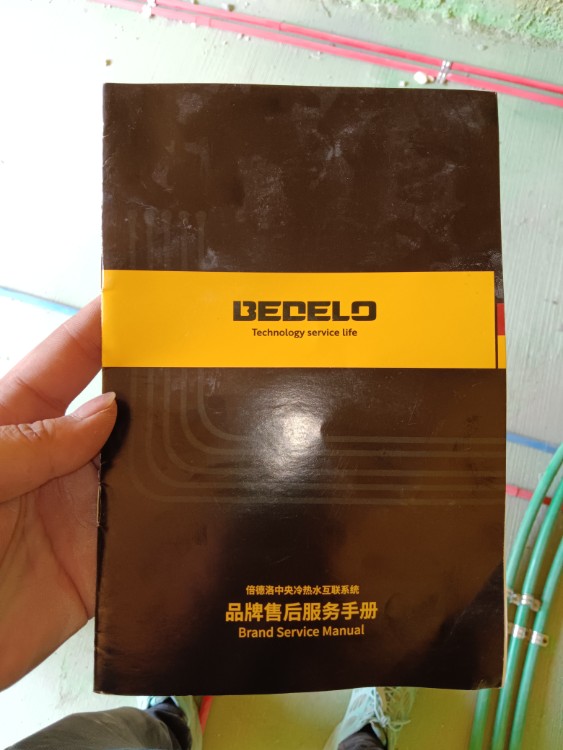 BEDELO
Technology service life
倍德洛中央冷热水互联系统
品牌售后服务手册
Brand Service Manual